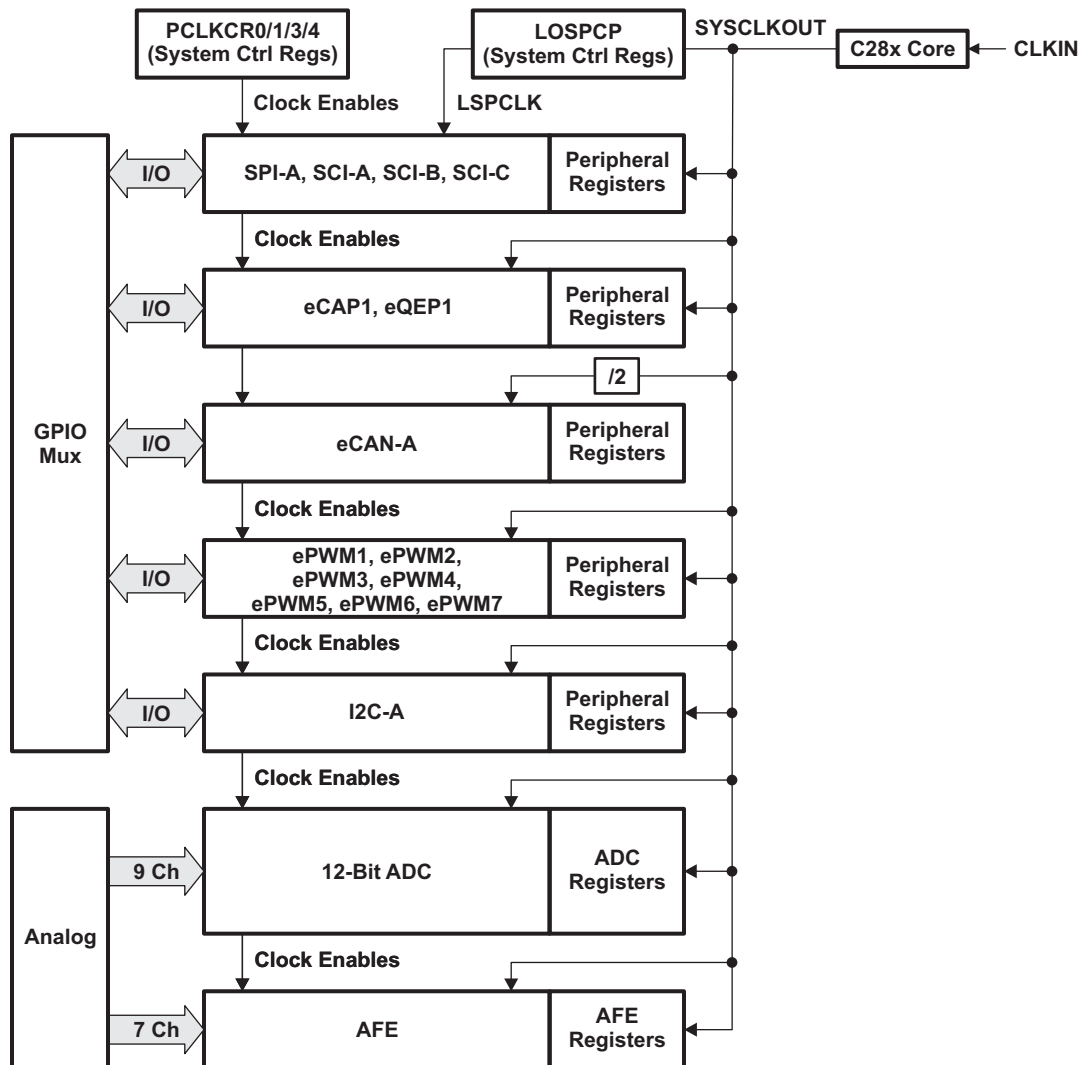 PCLKCR0/1/3/4
(System Ctrl Regs)
LOSPCP
(System Ctrl Regs)
SYSCLKOUT
C28x Core
CLKIN
Clock Enables
LSPCLK
I/O
SPI-A, SCI-A, SCI-B, SCI-C
Peripheral
Registers
Clock Enables
I/O
eCAP1, eQEP1
Peripheral
Registers
/2
GPIO
Mux
I/O
eCAN-A
Peripheral
Registers
Clock Enables
I/O
ePWM1, ePWM2,
ePWM3, ePWM4,
ePWM5, ePWM6, ePWM7
Peripheral
Registers
Clock Enables
I/O
I2C-A
Peripheral
Registers
Clock Enables
Analog
9 Ch
12-Bit ADC
ADC
Registers
Clock Enables
7 Ch
AFE
AFE
Registers